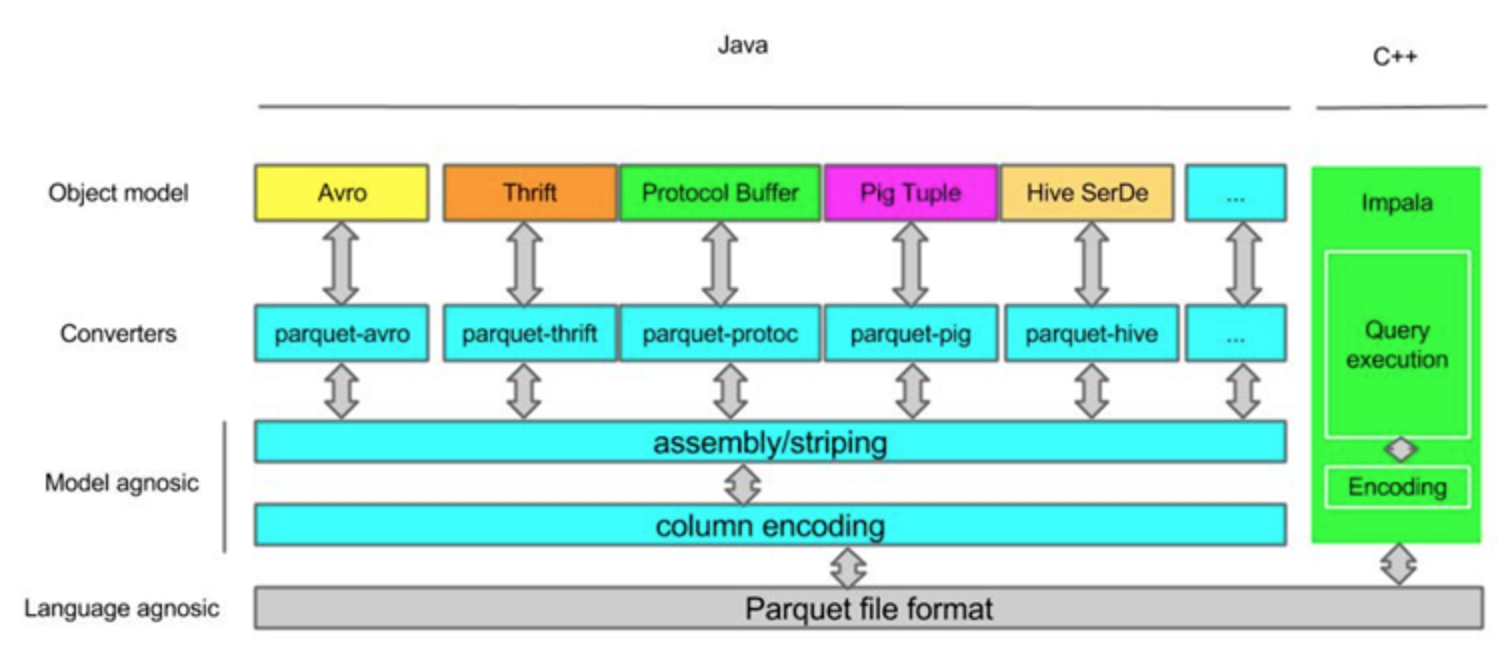 Java
C++
Object model
Avro
Thrift
Protocol Buffer
Pig Tuple
Hive SerDe
...
Impala
Converters
parquet-avro
parquet-thrift
parquet-protoc
parquet-pig
parquet-hive
...
Query
execution
Model agnosic
assembly/striping
column encoding
Encoding
Language agnosic
Parquet file format